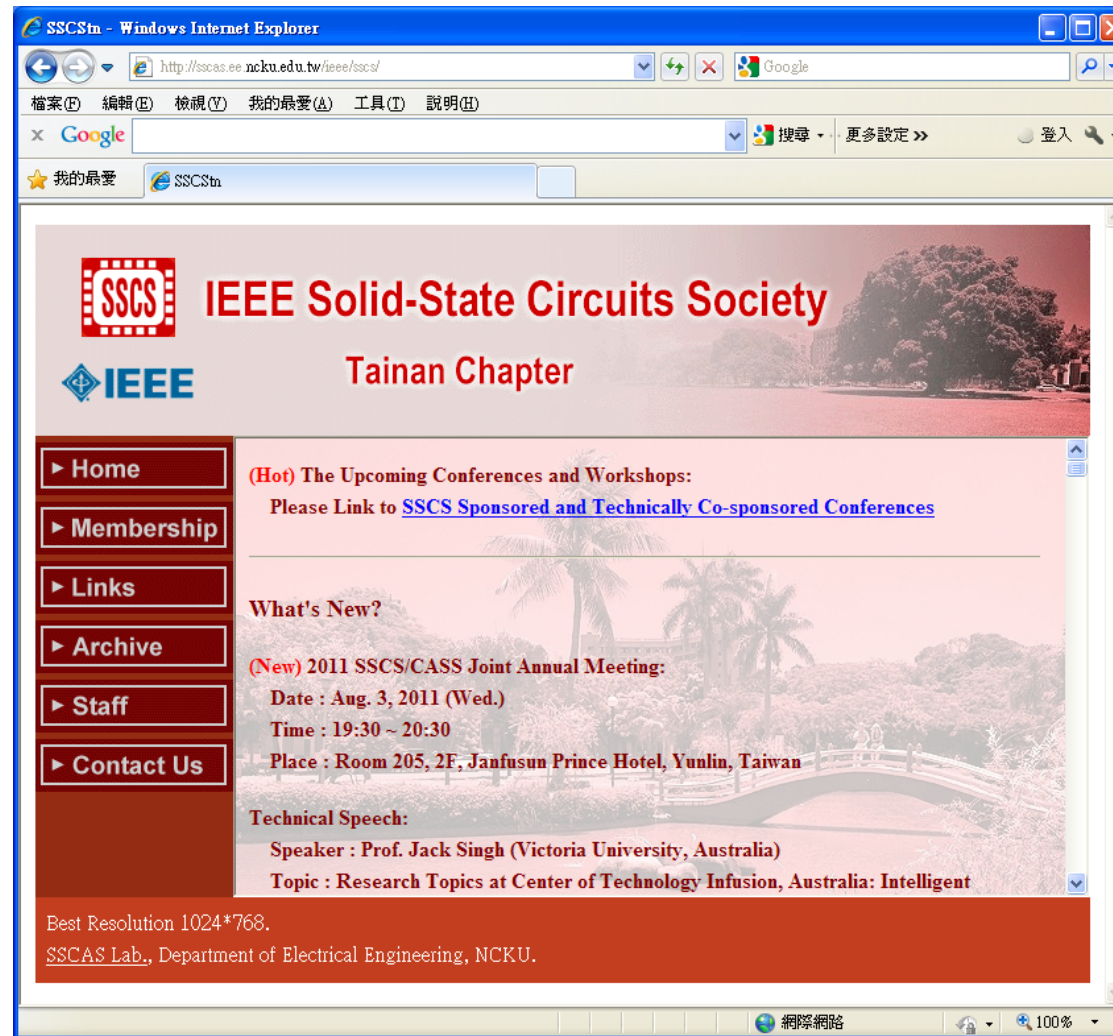 SSCStn - Windows Internet Explorer
http://sscas.ee.ncku.edu.tw/ieee/sscs/
Google
檔案(F) 編輯(E) 檢視(V) 我的最愛(A) 工具(T) 說明(H)
x Google 搜尋 更多設定 >> 登入
我的最愛 SSCStn
SSCS
IEEE Solid-State Circuits Society
IEEE
Tainan Chapter
Home
Membership
Links
Archive
Staff
Contact Us
(Hot) The Upcoming Conferences and Workshops:
Please Link to SSCS Sponsored and Technically Co-sponsored Conferences
What's New?
(New) 2011 SSCS/CASS Joint Annual Meeting:
Date : Aug. 3, 2011 (Wed.)
Time : 19:30 ~ 20:30
Place : Room 205, 2F, Janfusun Prince Hotel, Yunlin, Taiwan
Technical Speech:
Speaker : Prof. Jack Singh (Victoria University, Australia)
Topic : Research Topics at Center of Technology Infusion, Australia: Intelligent
Best Resolution 1024*768.
SSCAS Lab., Department of Electrical Engineering, NCKU.
網際網路 100%